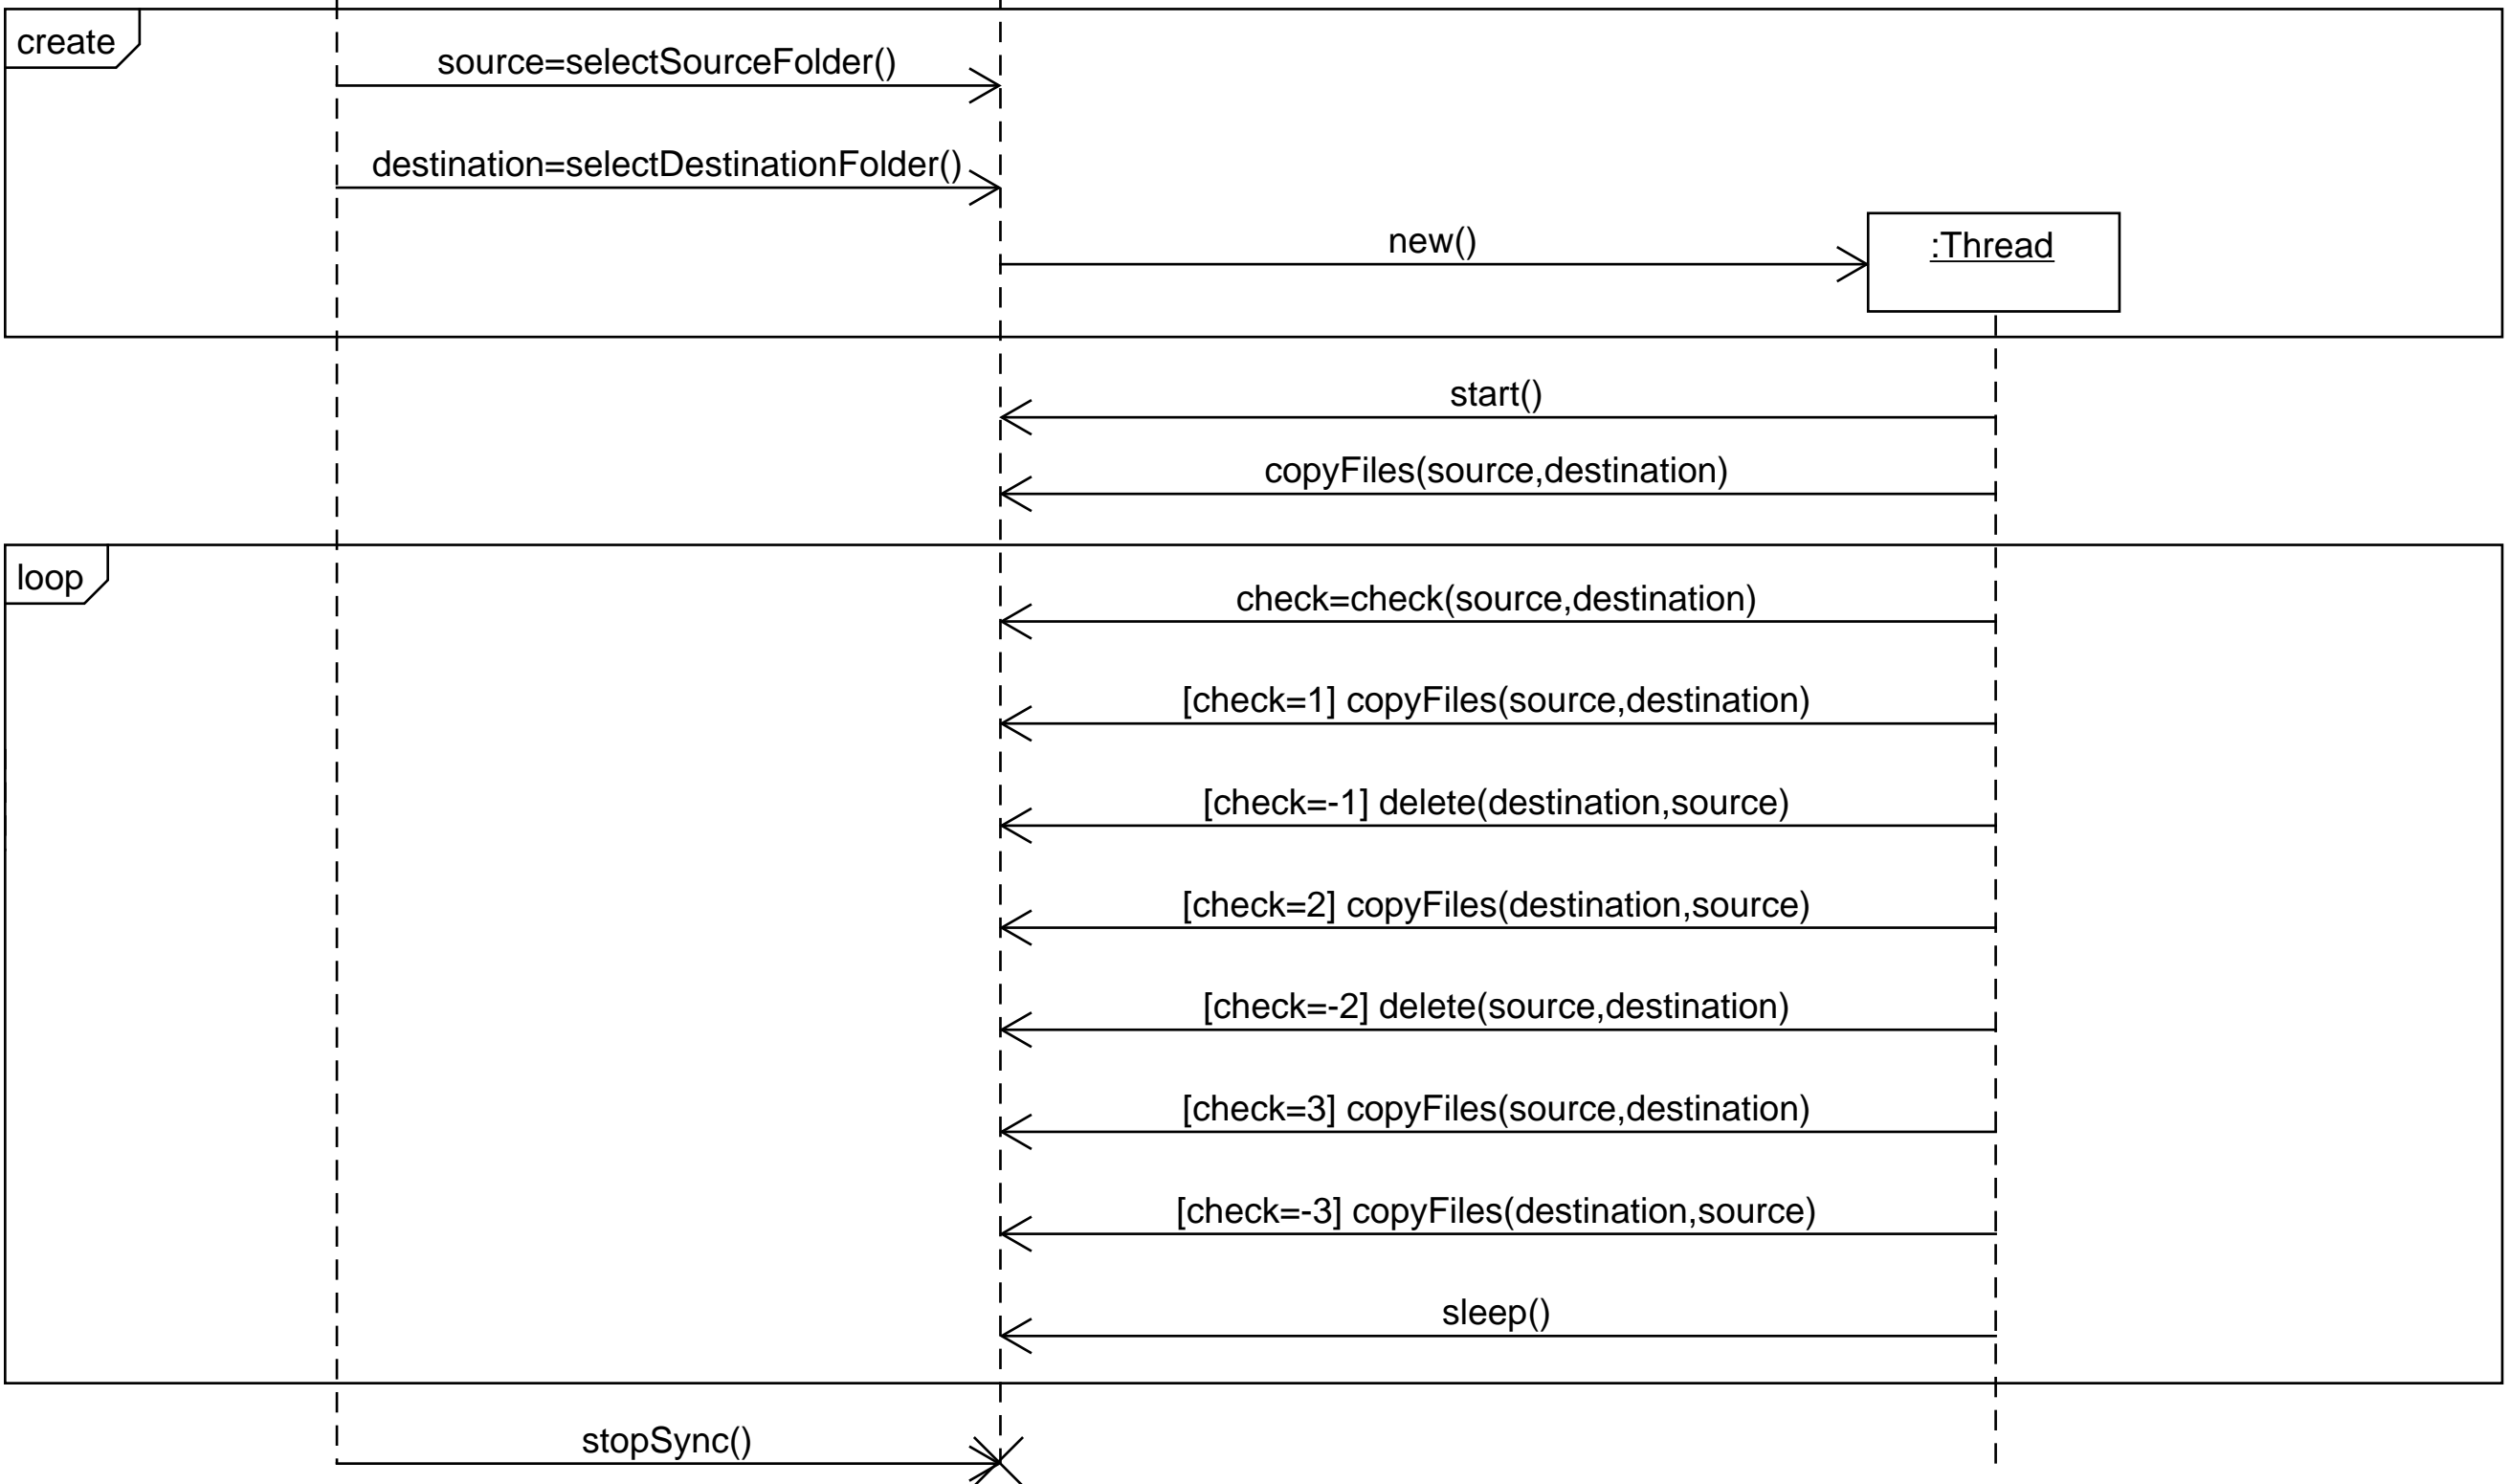 create
source=selectSourceFolder()
destination=selectDestinationFolder()
new()
:Thread
start()
copyFiles(source,destination)
loop
check=check(source,destination)
[check=1] copyFiles(source,destination)
[check=-1] delete(destination,source)
[check=2] copyFiles(destination,source)
[check=-2] delete(source,destination)
[check=3] copyFiles(source,destination)
[check=-3] copyFiles(destination,source)
sleep()
stopSync()